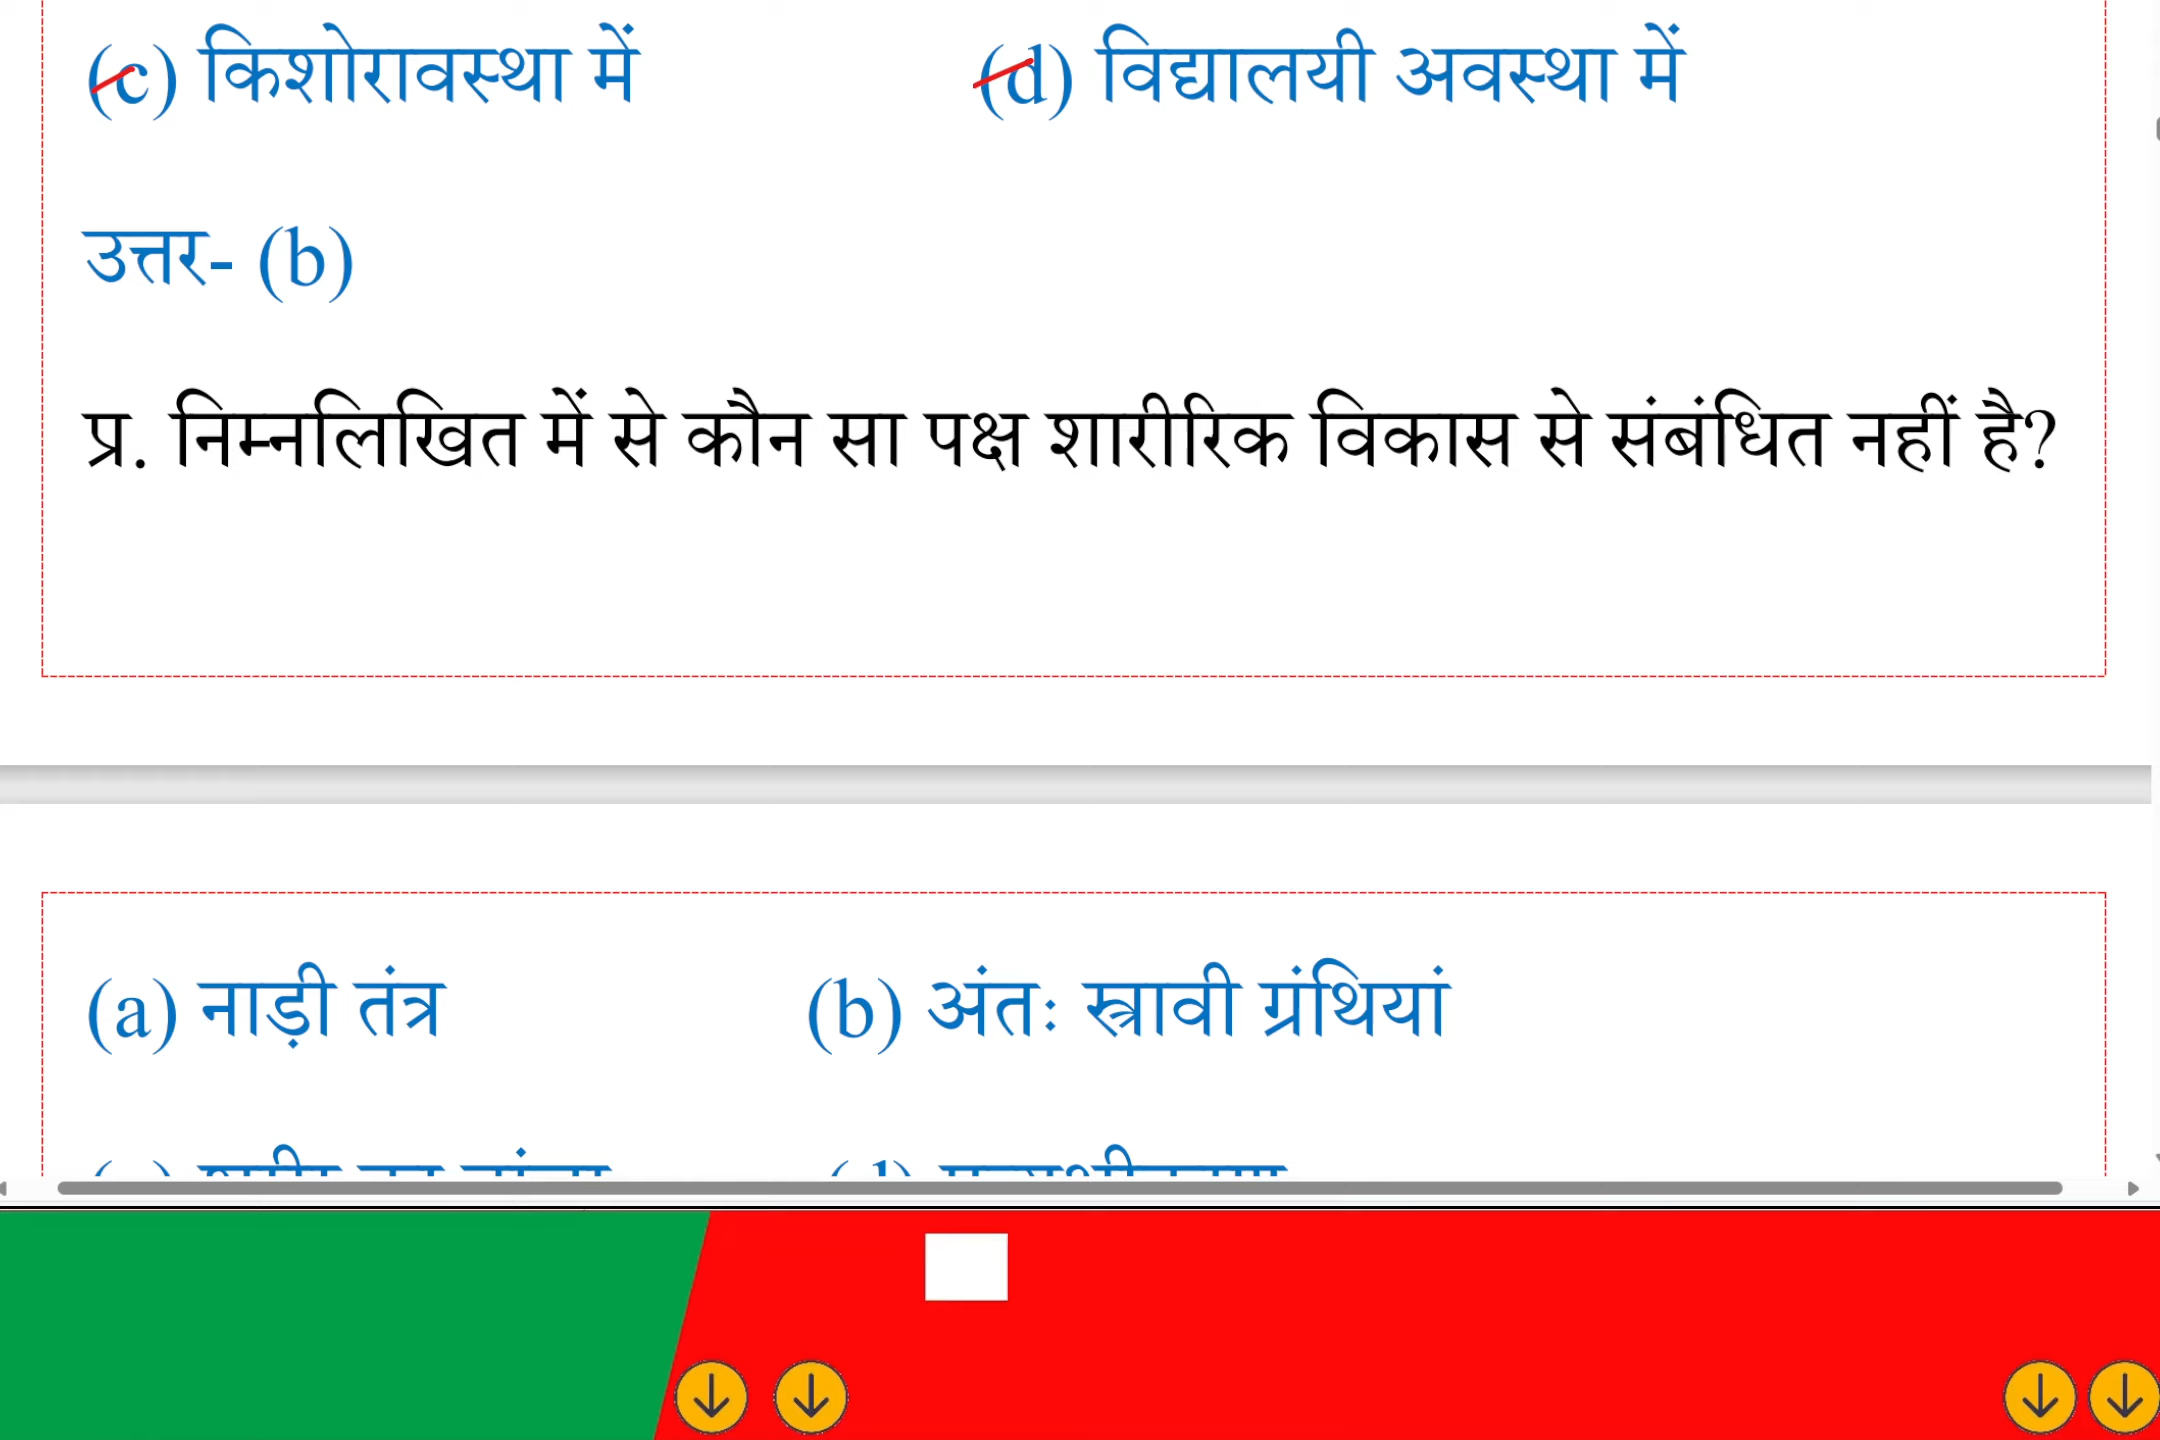 (c) किशोरावस्था में (d) विद्यालयी अवस्था में
उत्तर- (b)
प्र. निम्नलिखित में से कौन सा पक्ष शारीरिक विकास से संबंधित नहीं है?
(a) नाड़ी तंत्र (b) अंतः स्त्रावी ग्रंथियां